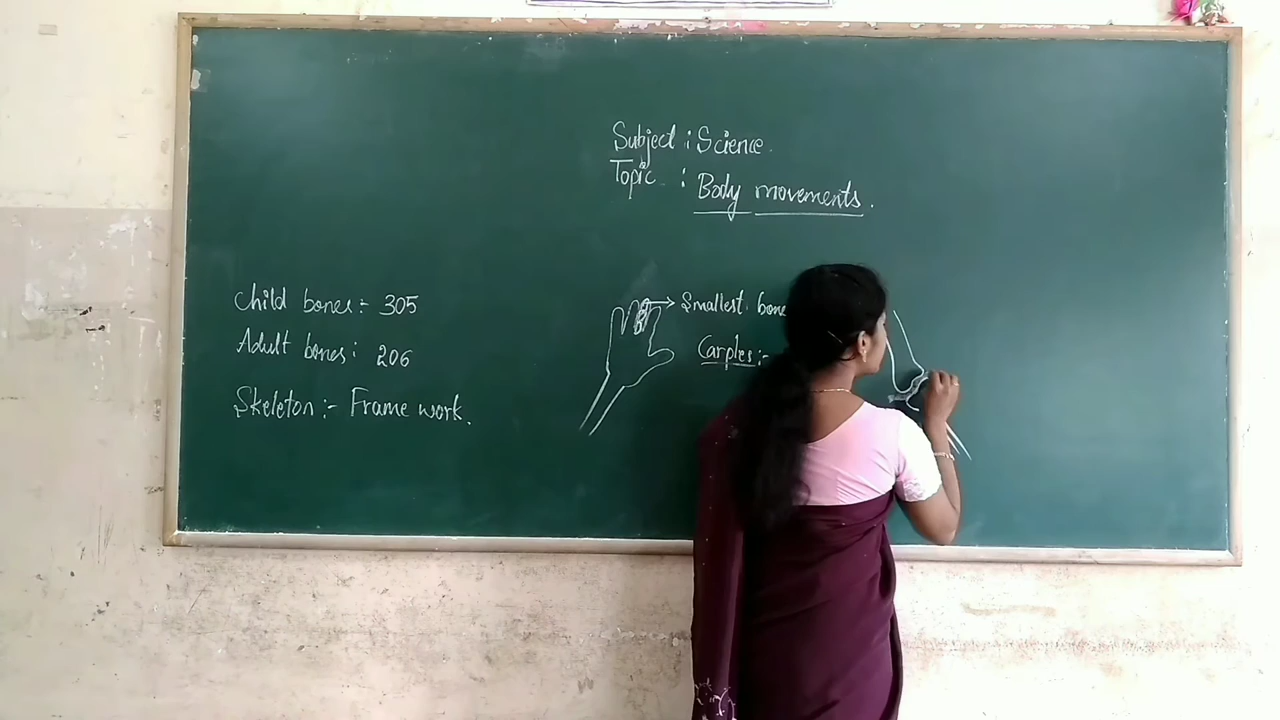 Subject : Science.
Topic : Body movements.
Child bones :- 305
Adult bones : 206
Skeleton :- Frame work.
Smallest bone
Carples :-